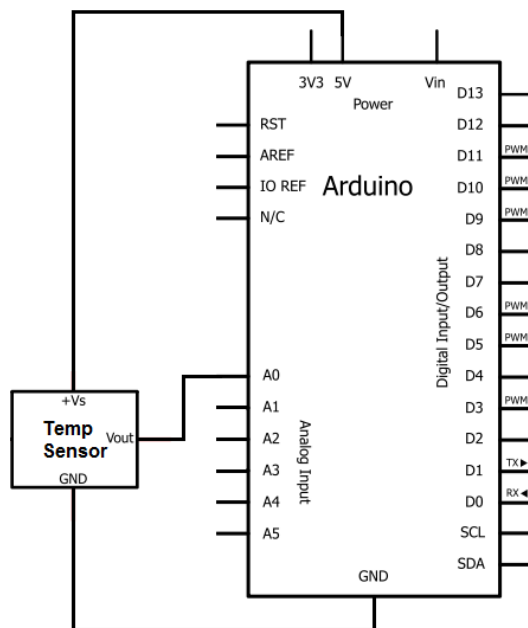 3V3 5V Vin
Power
Arduino
RST
AREF
IO REF
N/C
A0
A1
A2
A3
A4
A5
Analog Input
D13
D12
D11 PWM
D10 PWM
D9 PWM
D8
D7
D6 PWM
D5 PWM
D4
D3 PWM
D2
D1 TX▶
D0 RX◀
SCL
SDA
Digital Input/Output
GND
+Vs
Temp
Sensor
Vout
GND